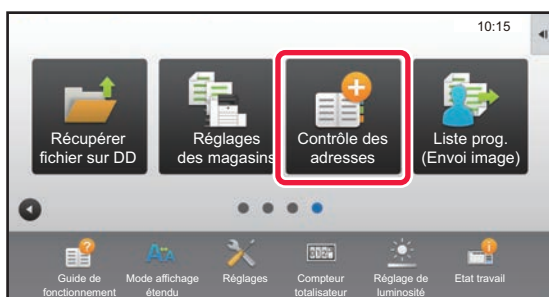 10:15
Récupérer
fichier sur DD
Réglages
des magasins
Contrôle des
adresses
Liste prog.
(Envoi image)
Guide de
fonctionnement
Mode affichage
étendu
Réglages
Compteur
totalisateur
Réglage de
luminosité
Etat travail